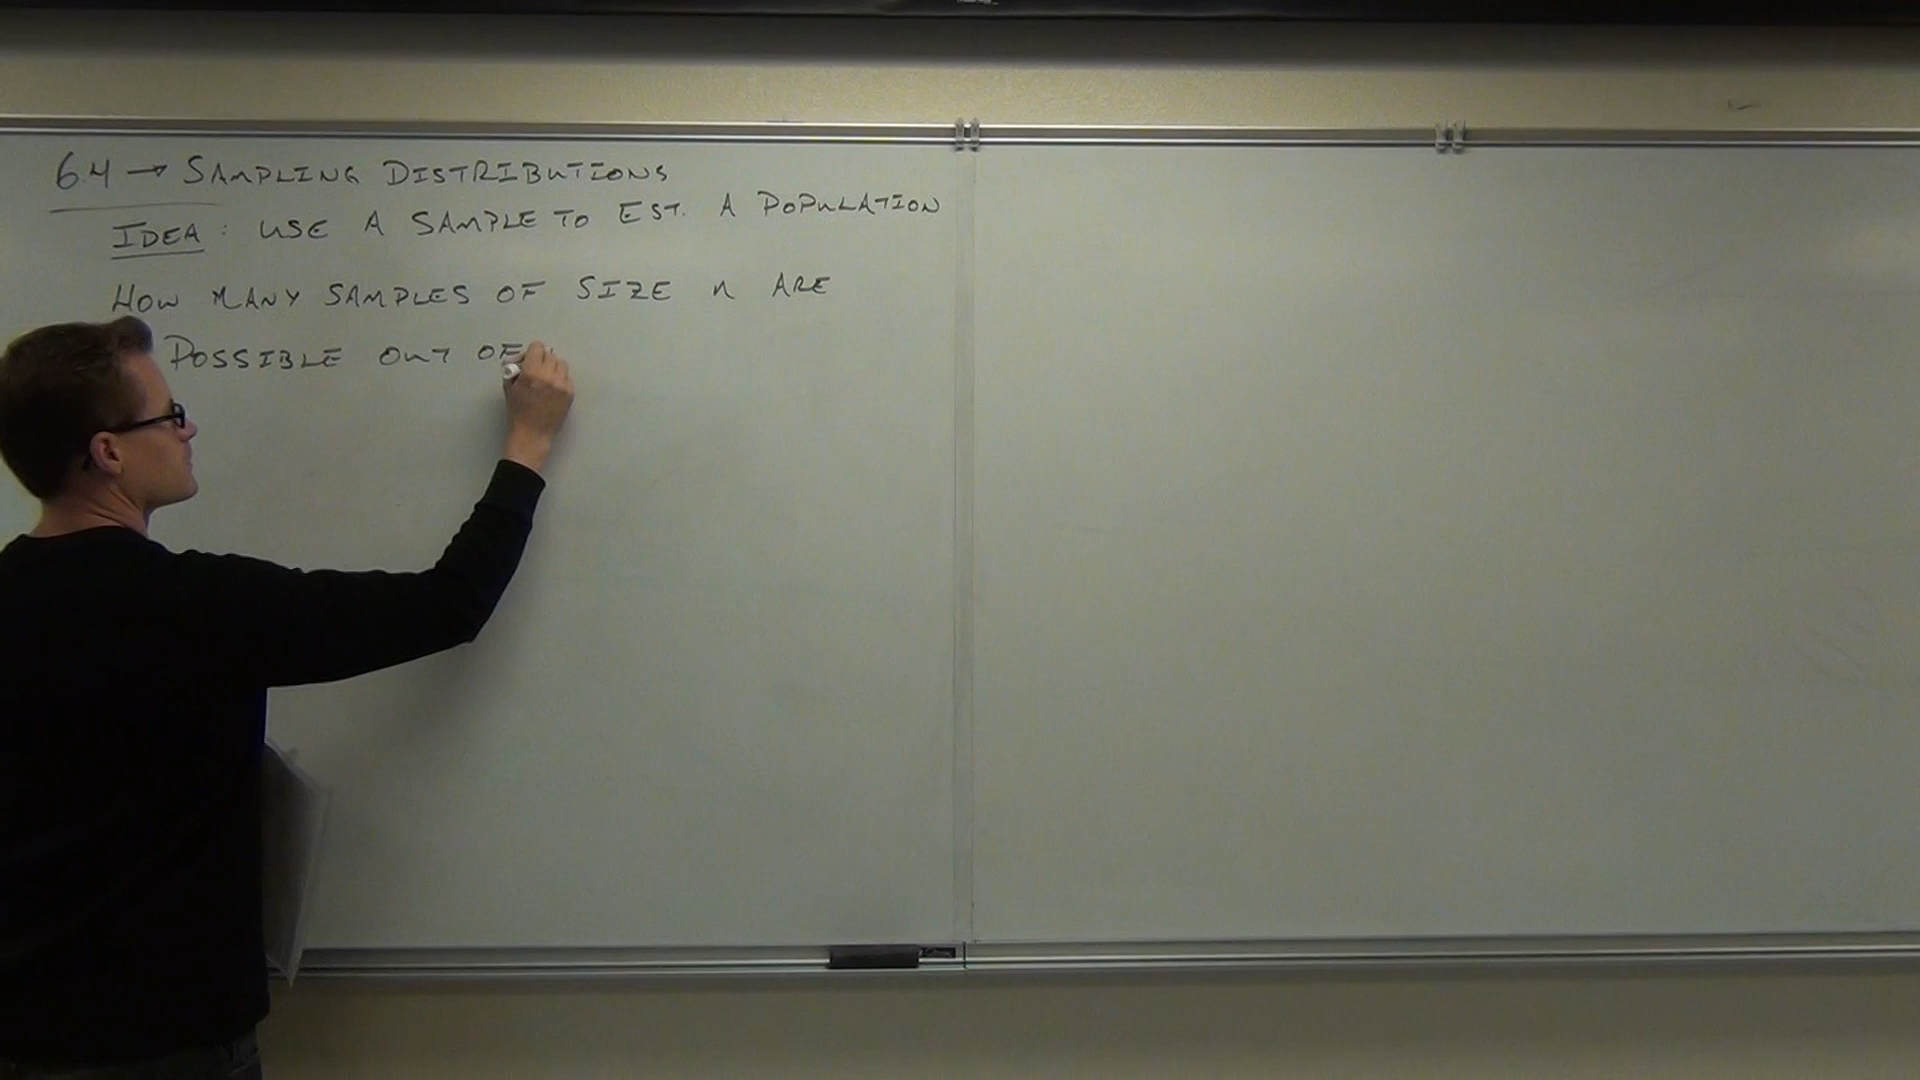 6.4 → SAMPLING DISTRIBUTIONS
IDEA: USE A SAMPLE TO EST. A POPULATION
HOW MANY SAMPLES OF SIZE n ARE
POSSIBLE OUT OF